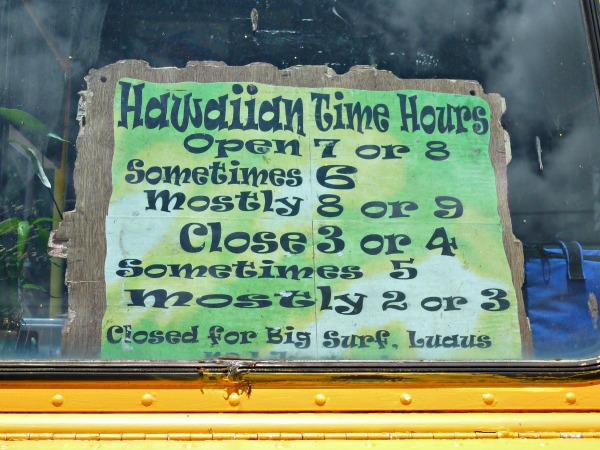 Hawaiian Time Hours
Open 7 or 8
Sometimes 6
Mostly 8 or 9
Close 3 or 4
Sometimes 5
Mostly 2 or 3
Closed for Big Surf, Luaus